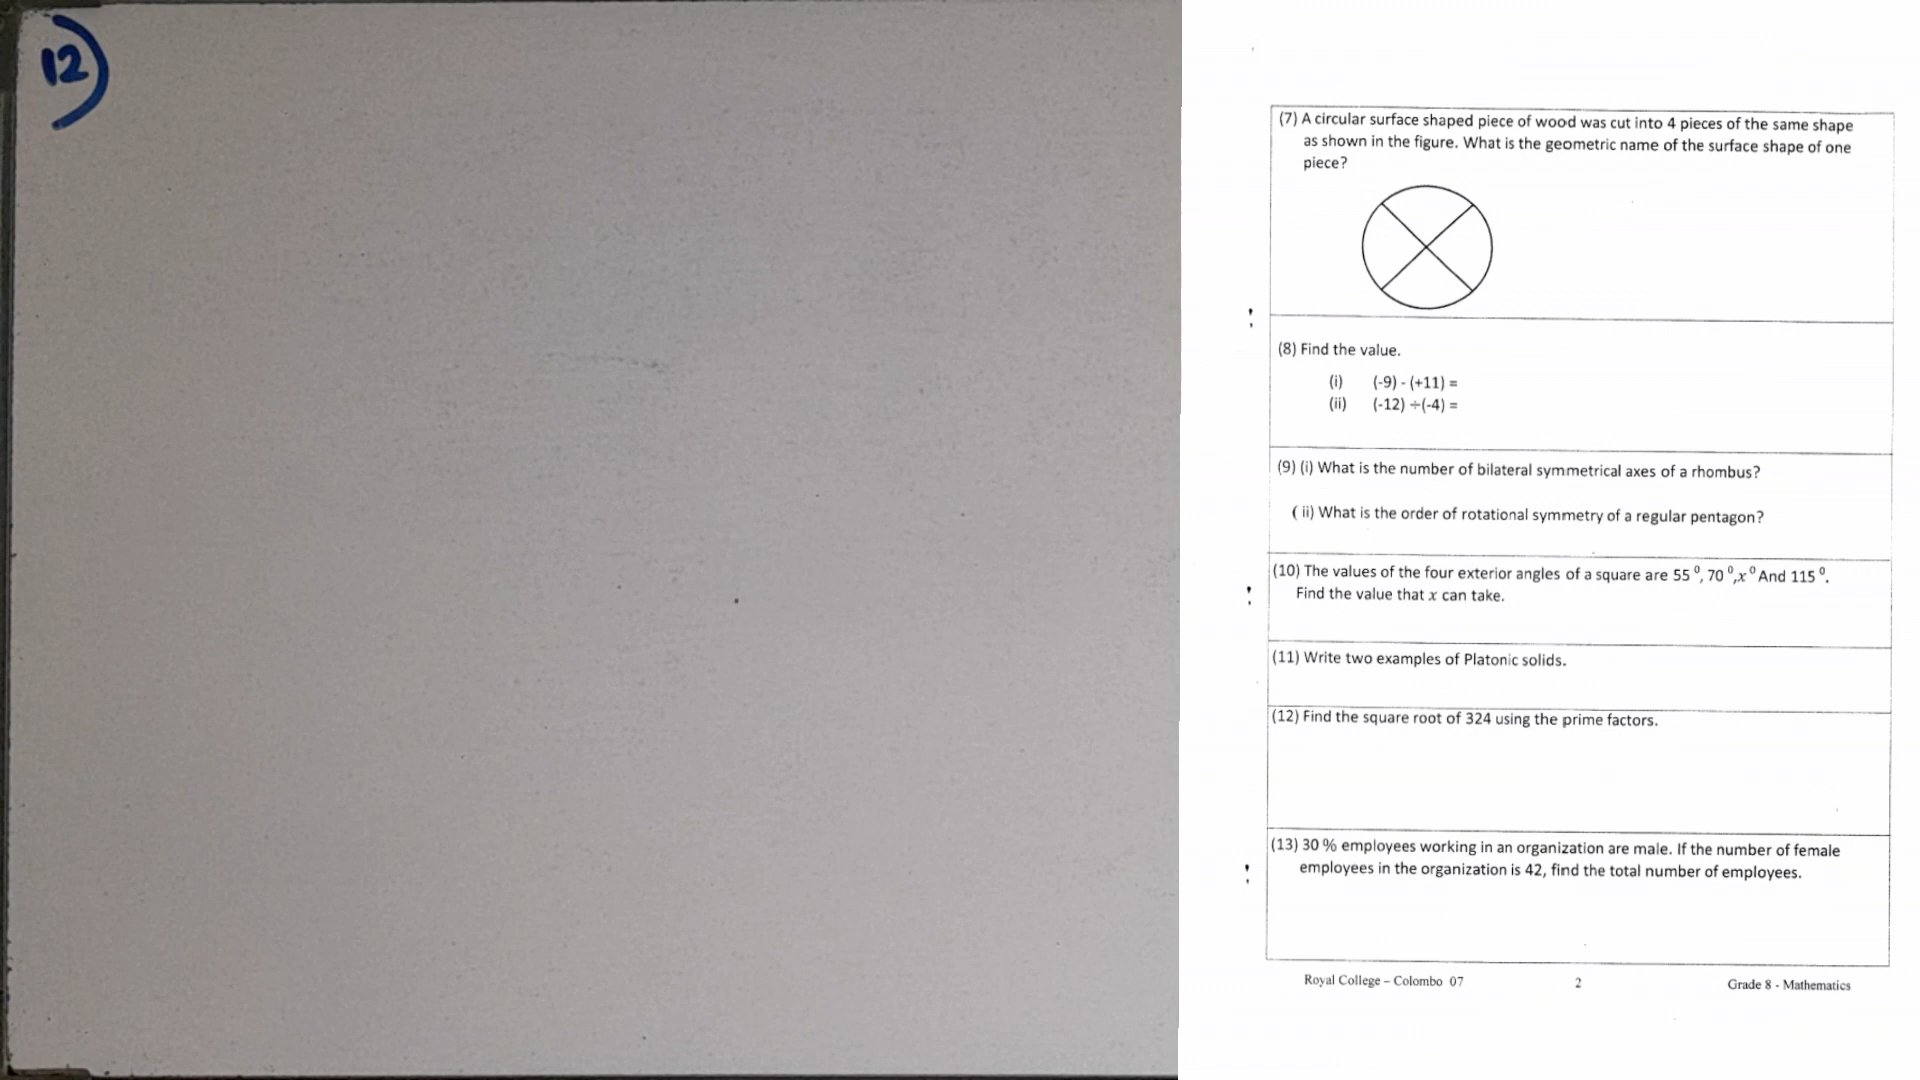 12)
(7) A circular surface shaped piece of wood was cut into 4 pieces of the same shape
as shown in the figure. What is the geometric name of the surface shape of one
piece?
(8) Find the value.
(i) (-9) - (+11) =
(ii) (-12) ÷(-4) =
(9) (i) What is the number of bilateral symmetrical axes of a rhombus?
( ii) What is the order of rotational symmetry of a regular pentagon?
(10) The values of the four exterior angles of a square are 55 ⁰, 70 ⁰,x ⁰ And 115 ⁰.
Find the value that x can take.
(11) Write two examples of Platonic solids.
(12) Find the square root of 324 using the prime factors.
(13) 30 % employees working in an organization are male. If the number of female
employees in the organization is 42, find the total number of employees.
Royal College – Colombo 07 2 Grade 8 - Mathematics